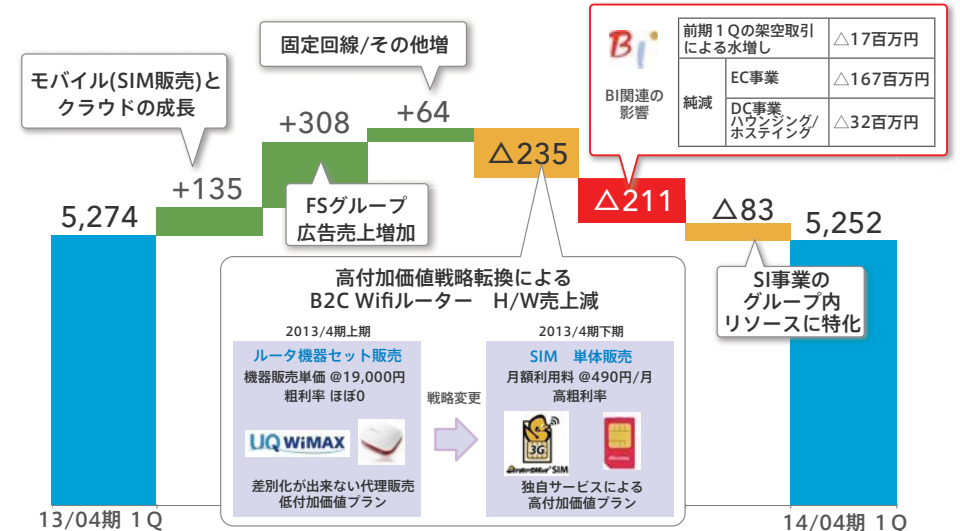 固定回線/その他増
モバイル(SIM販売)と
クラウドの成長
+308
+64
+135
△235
△211
△83
5,274
5,252
FSグループ
広告売上増加
Bi
BI関連の
影響
前期1Qの架空取引
による水増し
△17百万円
純減
EC事業
△167百万円
DC事業
ハウンジング/
ホステイング
△32百万円
SI事業の
グループ内
リソースに特化
高付加価値戦略転換による
B2C Wifiルーター H/W売上減
2013/4期上期
ルータ機器セット販売
機器販売単価 @19,000円
粗利率 ほぼ0
UQ WiMAX
差別化が出来ない代理販売
低付加価値プラン
戦略変更
2013/4期下期
SIM 単体販売
月額利用料 @490円/月
高粗利率
3G
ServersMan SIM
docomo
独自サービスによる
高付加価値プラン
13/04期 1Q
14/04期 1Q